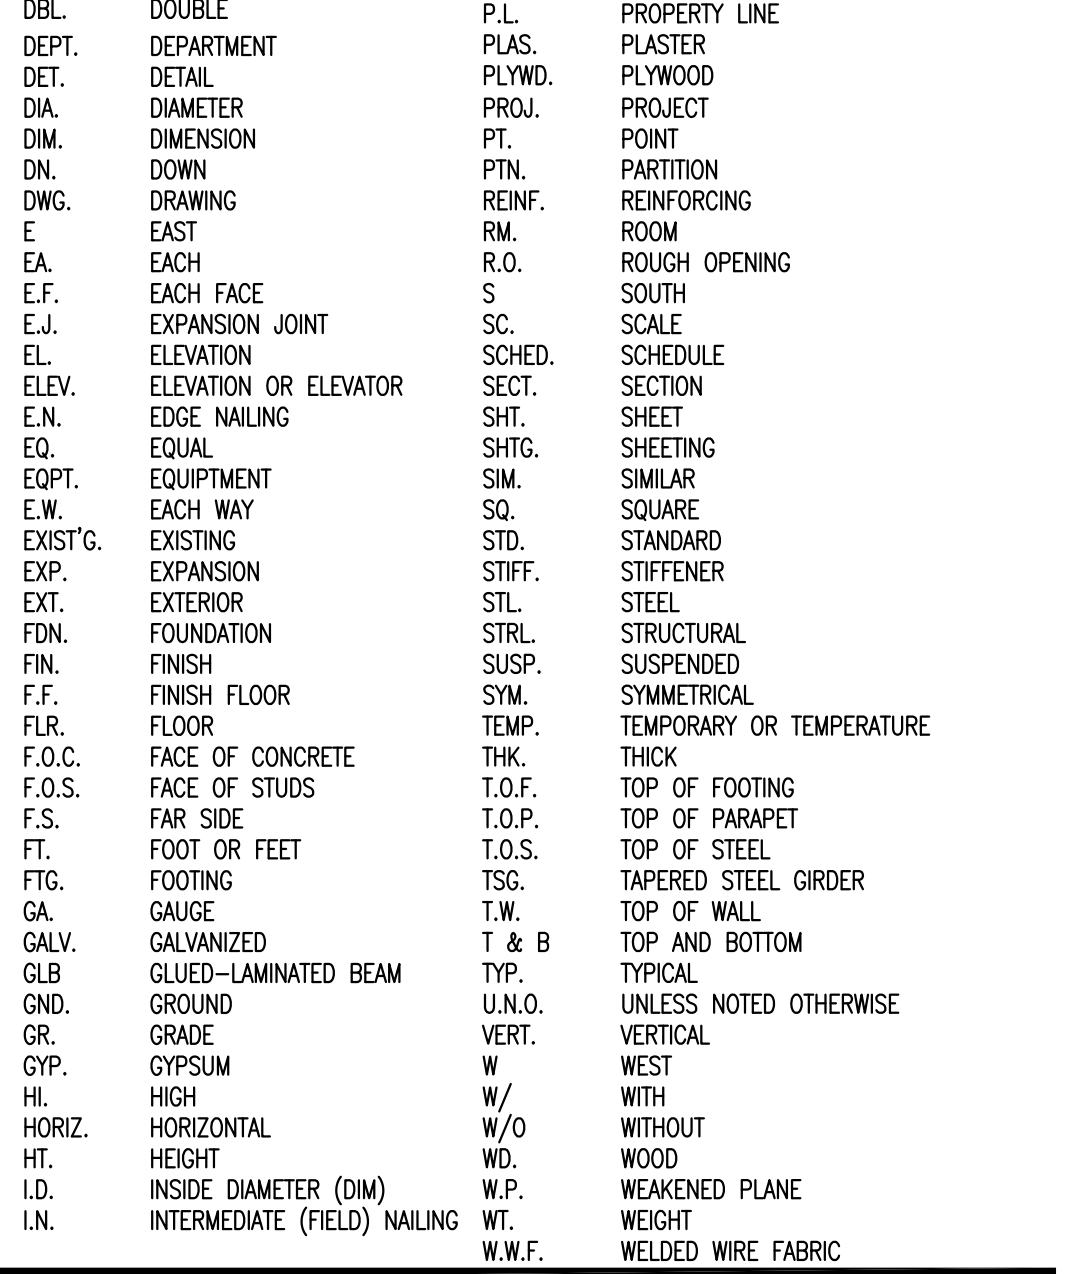 DBL. DOUBLE
DEPT. DEPARTMENT
DET. DETAIL
DIA. DIAMETER
DIM. DIMENSION
DN. DOWN
DWG. DRAWING
E EAST
EA. EACH
E.F. EACH FACE
E.J. EXPANSION JOINT
EL. ELEVATION
ELEV. ELEVATION OR ELEVATOR
E.N. EDGE NAILING
EQ. EQUAL
EQPT. EQUIPTMENT
E.W. EACH WAY
EXIST'G. EXISTING
EXP. EXPANSION
EXT. EXTERIOR
FDN. FOUNDATION
FIN. FINISH
F.F. FINISH FLOOR
FLR. FLOOR
F.O.C. FACE OF CONCRETE
F.O.S. FACE OF STUDS
F.S. FAR SIDE
FT. FOOT OR FEET
FTG. FOOTING
GA. GAUGE
GALV. GALVANIZED
GLB GLUED-LAMINATED BEAM
GND. GROUND
GR. GRADE
GYP. GYPSUM
HI. HIGH
HORIZ. HORIZONTAL
HT. HEIGHT
I.D. INSIDE DIAMETER (DIM)
I.N. INTERMEDIATE (FIELD) NAILING
P.L. PROPERTY LINE
PLAS. PLASTER
PLYWD. PLYWOOD
PROJ. PROJECT
PT. POINT
PTN. PARTITION
REINF. REINFORCING
RM. ROOM
R.O. ROUGH OPENING
S SOUTH
SC. SCALE
SCHED. SCHEDULE
SECT. SECTION
SHT. SHEET
SHTG. SHEETING
SIM. SIMILAR
SQ. SQUARE
STD. STANDARD
STIFF. STIFFENER
STL. STEEL
STRL. STRUCTURAL
SUSP. SUSPENDED
SYM. SYMMETRICAL
TEMP. TEMPORARY OR TEMPERATURE
THK. THICK
T.O.F. TOP OF FOOTING
T.O.P. TOP OF PARAPET
T.O.S. TOP OF STEEL
TSG. TAPERED STEEL GIRDER
T.W. TOP OF WALL
T & B TOP AND BOTTOM
TYP. TYPICAL
U.N.O. UNLESS NOTED OTHERWISE
VERT. VERTICAL
W WEST
W/ WITH
W/O WITHOUT
WD. WOOD
W.P. WEAKENED PLANE
WT. WEIGHT
W.W.F. WELDED WIRE FABRIC